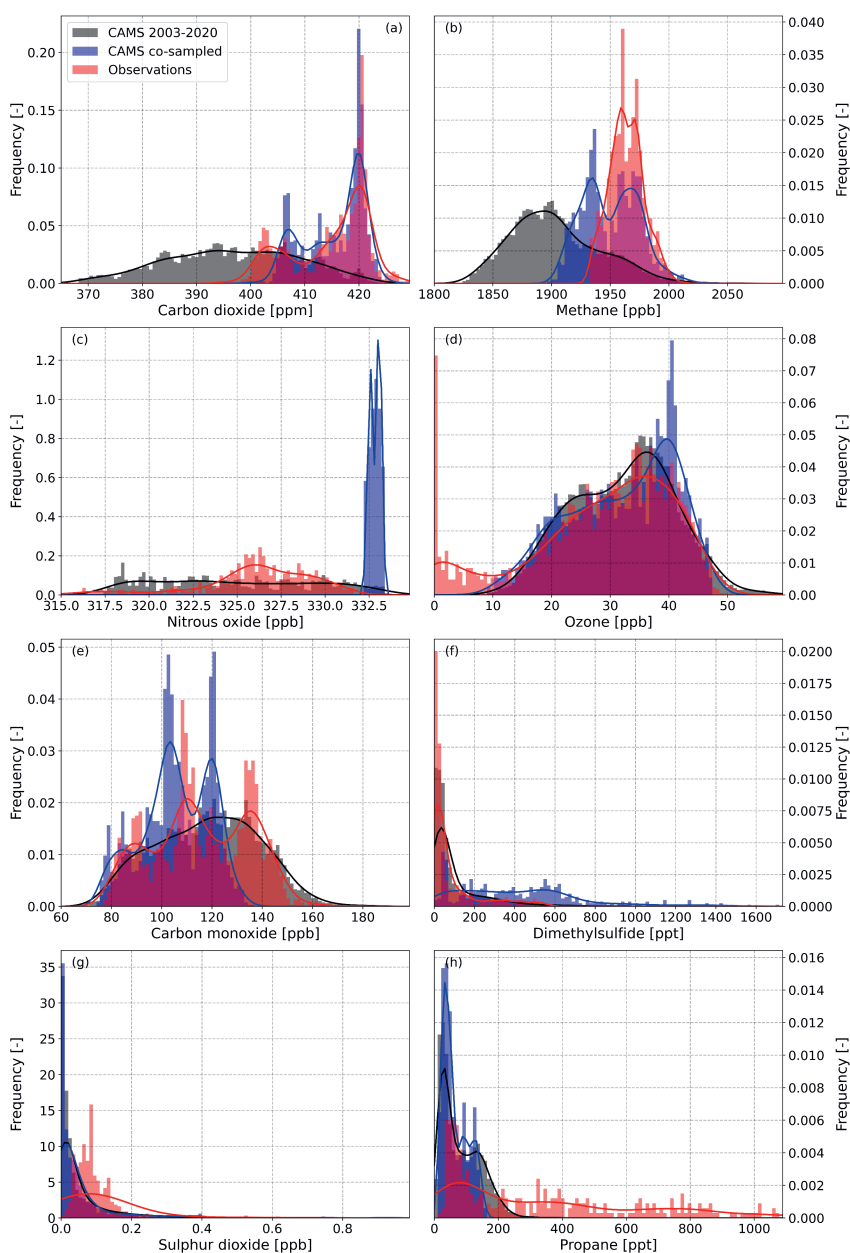 CAMS 2003-2020
CAMS co-sampled
Observations
(a)
0.20
0.15
0.10
0.05
0.00
Frequency [-]
370 380 390 400 410 420
Carbon dioxide [ppm]
(b)
0.040
0.035
0.030
0.025
0.020
0.015
0.010
0.005
0.000
Frequency [-]
1800 1850 1900 1950 2000 2050
Methane [ppb]
(c)
1.2
1.0
0.8
0.6
0.4
0.2
0.0
Frequency [-]
315.0 317.5 320.0 322.5 325.0 327.5 330.0 332.5
Nitrous oxide [ppb]
(d)
0.08
0.07
0.06
0.05
0.04
0.03
0.02
0.01
0.00
Frequency [-]
0 10 20 30 40 50
Ozone [ppb]
(e)
0.05
0.04
0.03
0.02
0.01
0.00
Frequency [-]
60 80 100 120 140 160 180
Carbon monoxide [ppb]
(f)
0.0200
0.0175
0.0150
0.0125
0.0100
0.0075
0.0050
0.0025
0.0000
Frequency [-]
0 200 400 600 800 1000 1200 1400 1600
Dimethylsulfide [ppt]
(g)
35
30
25
20
15
10
5
0
Frequency [-]
0.0 0.2 0.4 0.6 0.8
Sulphur dioxide [ppb]
(h)
0.016
0.014
0.012
0.010
0.008
0.006
0.004
0.002
0.000
Frequency [-]
0 200 400 600 800 1000
Propane [ppt]